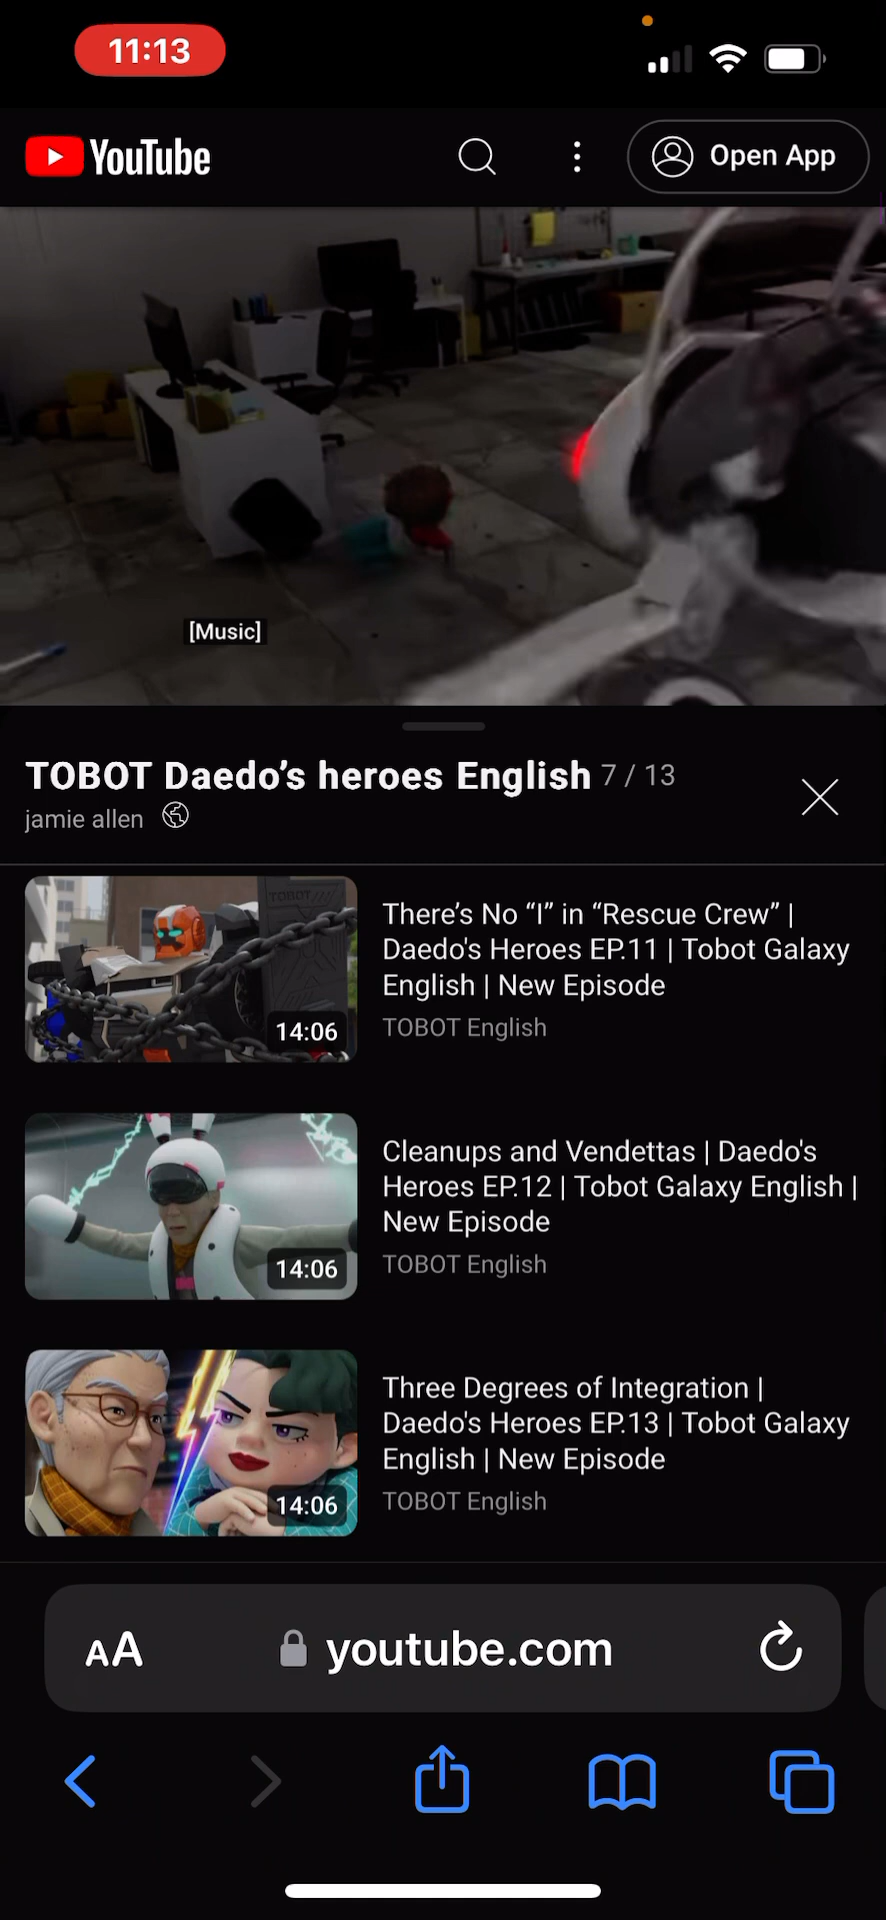 11:13
YouTube
Open App
[Music]
TOBOT Daedo’s heroes English 7 / 13
jamie allen
TOBOT
14:06
There’s No “I” in “Rescue Crew” |
Daedo's Heroes EP.11 | Tobot Galaxy
English | New Episode
TOBOT English
14:06
Cleanups and Vendettas | Daedo's
Heroes EP.12 | Tobot Galaxy English |
New Episode
TOBOT English
14:06
Three Degrees of Integration |
Daedo's Heroes EP.13 | Tobot Galaxy
English | New Episode
TOBOT English
AA youtube.com